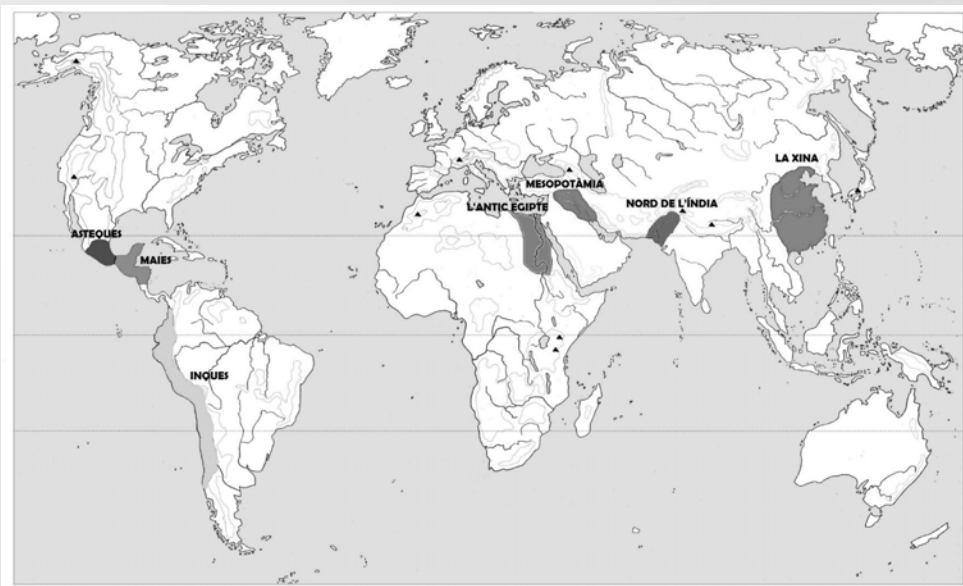 LA XINA
MESOPOTÀMIA
L'ANTIC EGIPTE
NORD DE L'ÍNDIA
ASTEQUES
MAIES
INQUES